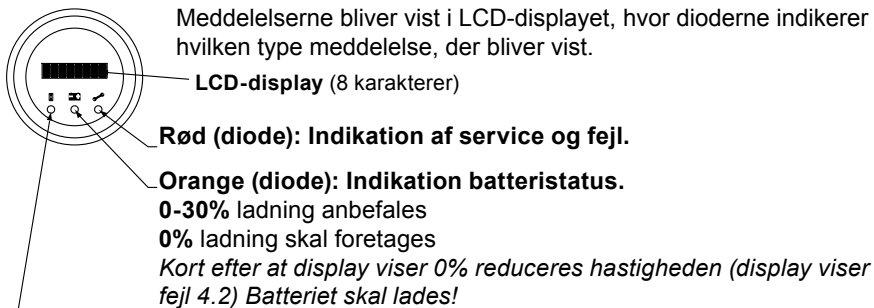 Meddelelserne bliver vist i LCD-displayet, hvor dioderne indikerer
hvilken type meddelelse, der bliver vist.
LCD-display (8 karakterer)
Rød (diode): Indikation af service og fejl.
Orange (diode): Indikation batteristatus.
0-30% ladning anbefales
0% ladning skal foretages
Kort efter at display viser 0% reduceres hastigheden (display viser
fejl 4.2) Batteriet skal lades!